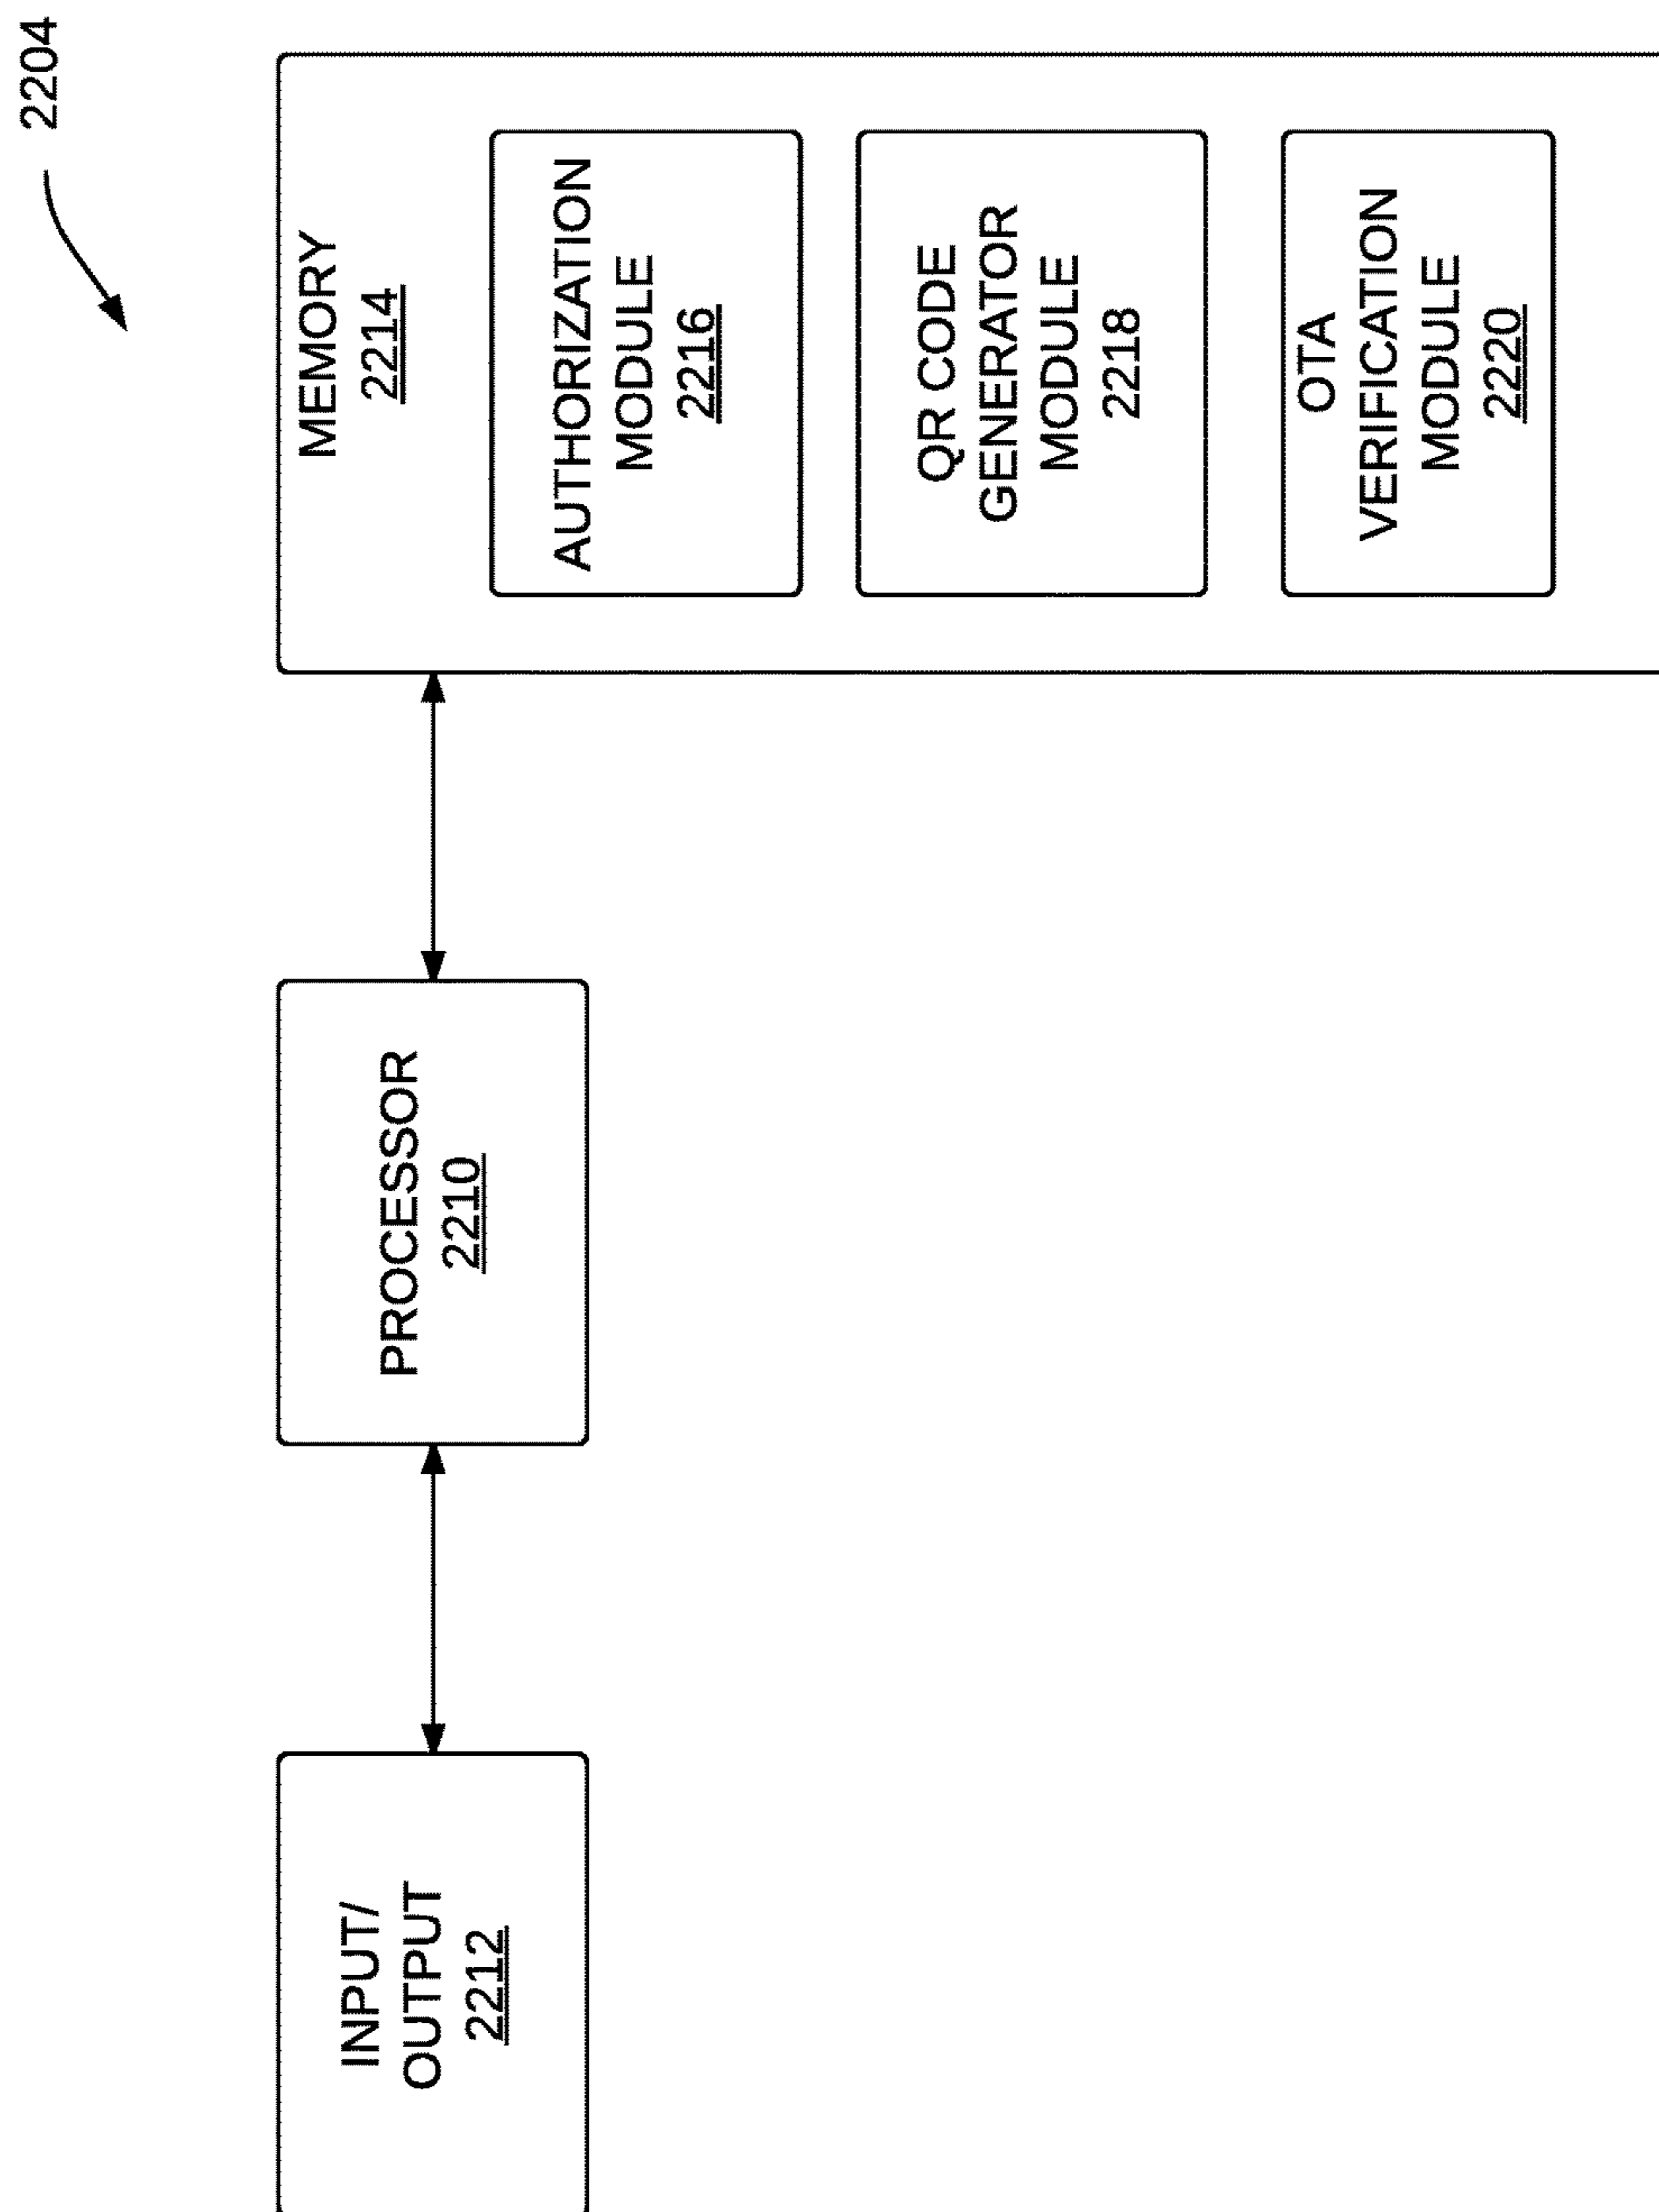 2204
INPUT/
OUTPUT
2212
PROCESSOR
2210
MEMORY
2214
AUTHORIZATION
MODULE
2216
QR CODE
GENERATOR
MODULE
2218
OTA
VERIFICATION
MODULE
2220